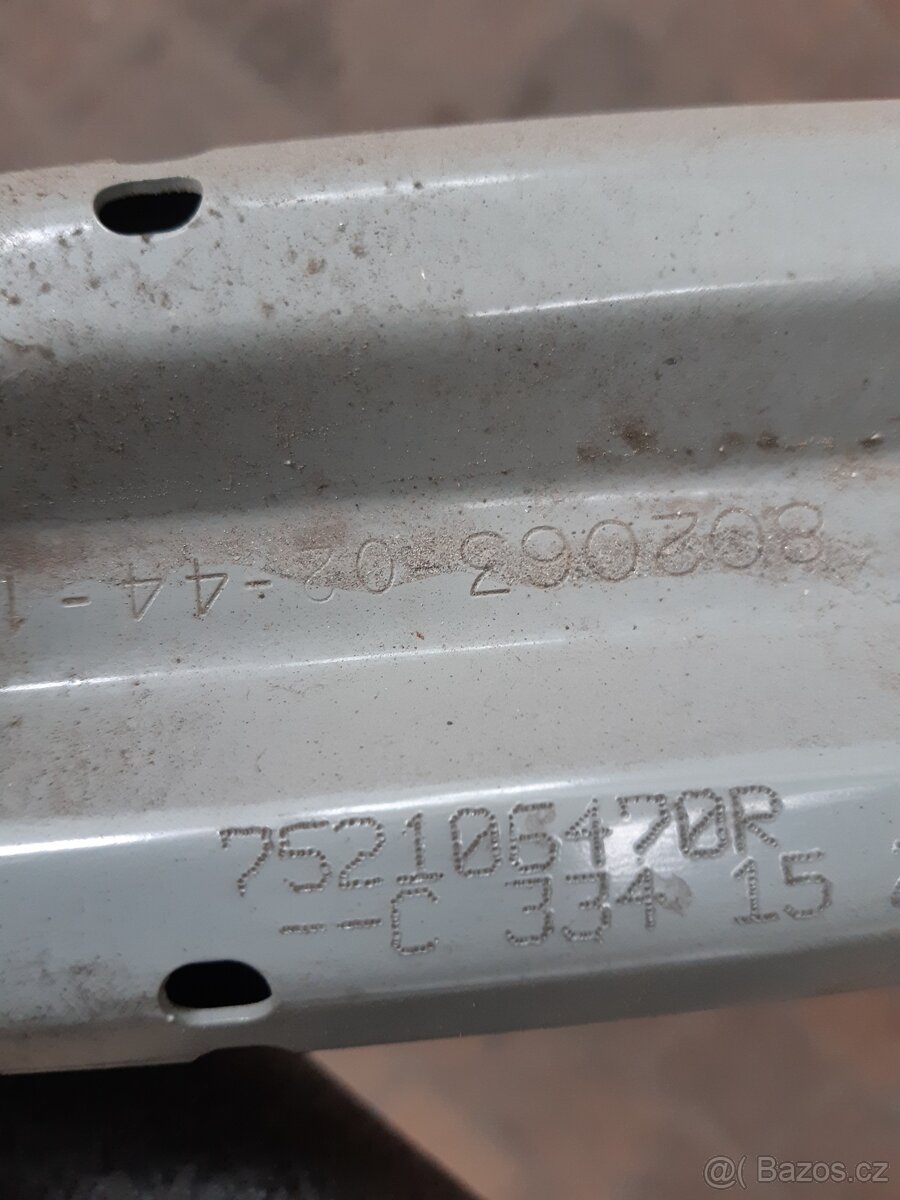 802063-02-44-1
752106470R
--C 334 15
@( Bazos.cz